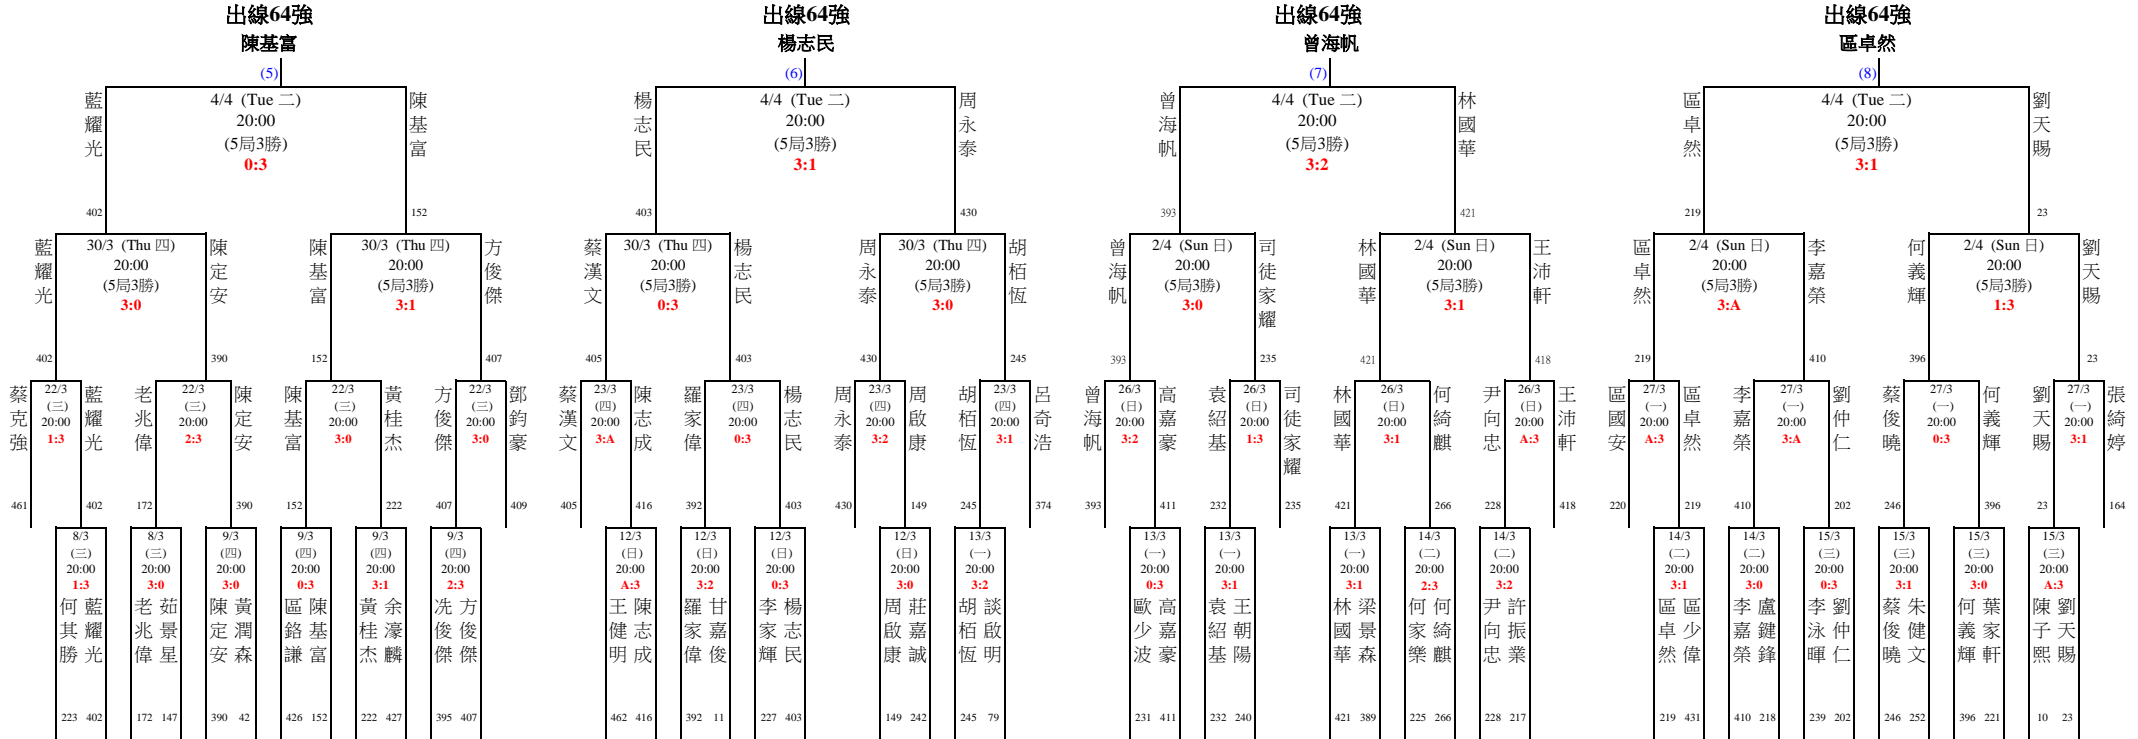 出線64強 出線64強 出線64強 出線64強
陳基富 楊志民 曾海帆 區卓然
(5) (6) (7) (8)
藍耀光 4/4 (Tue 二) 陳基富 楊志民 4/4 (Tue 二) 周永泰 曾海帆 4/4 (Tue 二) 林國華 區卓然 4/4 (Tue 二) 劉天賜
20:00 20:00 20:00 20:00
(5局3勝) (5局3勝) (5局3勝) (5局3勝)
0:3 3:1 3:2 3:1
402 152 403 430 393 421 219 23
藍耀光 30/3 (Thu 四) 陳定安 陳基富 30/3 (Thu 四) 方俊傑 蔡漢文 30/3 (Thu 四) 楊志民 周永泰 30/3 (Thu 四) 胡栢恆 曾海帆 2/4 (Sun 日) 司徒家耀 林國華 2/4 (Sun 日) 王沛軒 區卓然 2/4 (Sun 日) 李嘉榮 何義輝 2/4 (Sun 日) 劉天賜
20:00 20:00 20:00 20:00 20:00 20:00 20:00 20:00
(5局3勝) (5局3勝) (5局3勝) (5局3勝) (5局3勝) (5局3勝) (5局3勝) (5局3勝)
3:0 3:1 0:3 3:0 3:0 3:1 3:A 1:3
402 390 152 407 405 403 430 245 393 235 421 418 219 410 396 23
蔡克強 22/3 藍耀光 老兆偉 22/3 陳定安 陳基富 22/3 黃桂杰 方俊傑 22/3 鄧鈞豪 蔡漢文 23/3 陳志成 羅家偉 23/3 楊志民 周永泰 23/3 周啟康 胡栢恆 23/3 呂奇浩 曾海帆 26/3 高嘉豪 袁紹基 26/3 司徒家耀 林國華 26/3 何綺麒 尹向忠 26/3 王沛軒 區國安 27/3 區卓然 李嘉榮 27/3 劉仲仁 蔡俊曉 27/3 何義輝 劉天賜 27/3 張綺婷
(三) (三) (三) (三) (四) (四) (四) (四) (日) (日) (日) (日) (一) (一) (一) (一)
20:00 20:00 20:00 20:00 20:00 20:00 20:00 20:00 20:00 20:00 20:00 20:00 20:00 20:00 20:00 20:00
1:3 2:3 3:0 3:0 3:A 0:3 3:2 3:1 3:2 1:3 3:1 A:3 A:3 3:A 0:3 3:1
461 402 172 390 152 222 407 409 405 416 392 403 430 149 245 374 393 411 232 235 421 266 228 418 220 219 410 202 246 396 23 164
8/3 8/3 9/3 9/3 9/3 9/3 12/3 12/3 12/3 12/3 13/3 13/3 13/3 13/3 14/3 14/3 14/3 14/3 15/3 15/3 15/3 15/3
(三) (三) (四) (四) (四) (四) (日) (日) (日) (日) (一) (一) (一) (一) (二) (二) (二) (二) (三) (三) (三) (三)
20:00 20:00 20:00 20:00 20:00 20:00 20:00 20:00 20:00 20:00 20:00 20:00 20:00 20:00 20:00 20:00 20:00 20:00 20:00 20:00 20:00 20:00
1:3 3:0 3:0 0:3 3:1 2:3 A:3 3:2 0:3 3:0 3:2 0:3 3:1 3:1 2:3 3:2 3:1 3:0 0:3 3:1 3:0 A:3
何其勝 藍耀光 老兆偉 茹景星 陳定安 黃潤森 區鉻謙 陳基富 黃桂杰 余濠麟 冼俊傑 方俊傑 王健明 陳志成 羅家偉 甘嘉俊 李家輝 楊志民 周啟康 莊嘉誠 胡栢恆 談啟明 歐少波 高嘉豪 袁紹基 王朝陽 林國華 梁景森 何家樂 何綺麒 尹向忠 許振業 區卓然 區少偉 李嘉榮 盧鍵鋒 李泳暉 劉仲仁 蔡俊曉 朱健文 何義輝 葉家軒 陳子熙 劉天賜
223 402 172 147 390 42 426 152 222 427 395 407 462 416 392 11 227 403 149 242 245 79 231 411 232 240 421 389 225 266 228 217 219 431 410 218 239 202 246 252 396 221 10 23